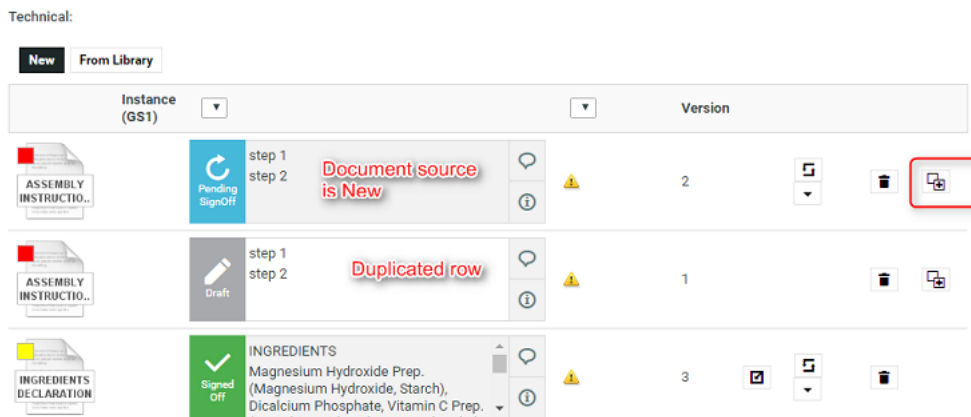 Technical:
New
From Library
Instance
(GS1)
Version
ASSEMBLY
INSTRUCTIO..
Pending
SignOff
step 1
step 2
Document source
is New
2
ASSEMBLY
INSTRUCTIO..
Draft
step 1
step 2
Duplicated row
1
INGREDIENTS
DECLARATION
Signed
Off
INGREDIENTS
Magnesium Hydroxide Prep.
(Magnesium Hydroxide, Starch),
Dicalcium Phosphate, Vitamin C Prep.
3